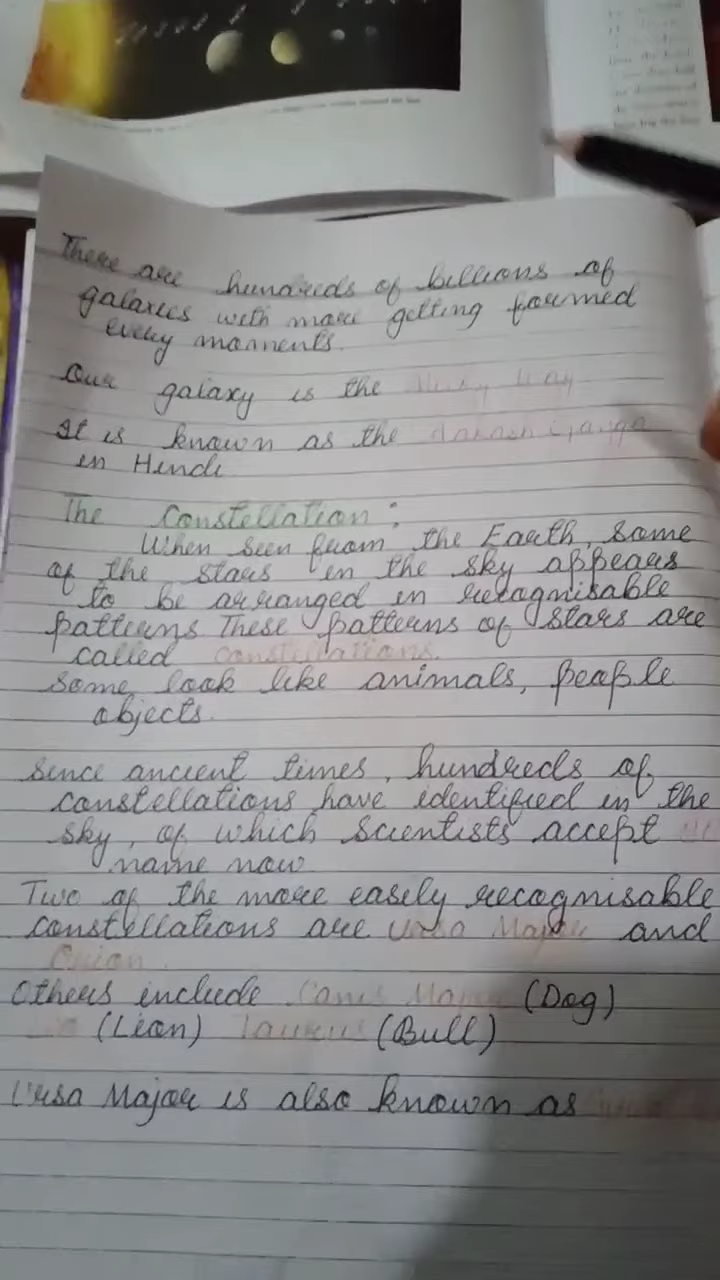 There are hundreds of billions of
galaxies with more getting formed
every moments.
Our galaxy is the Milky Way
It is known as the Aakash Ganga
in Hindi
The Constellation :
When seen from the Earth, some
of the stars in the sky appears
to be arranged in recognisable
patterns These patterns of stars are
called constellations.
Some look like animals, people
objects.
Since ancient times, hundreds of
constellations have identified in the
sky, of which scientists accept
name now
Two of the more easily recognisable
constellations are Ursa Major and
Orion.
Others include Canis Major (Dog)
(Lion) Taurus (Bull)
Ursa Major is also known as